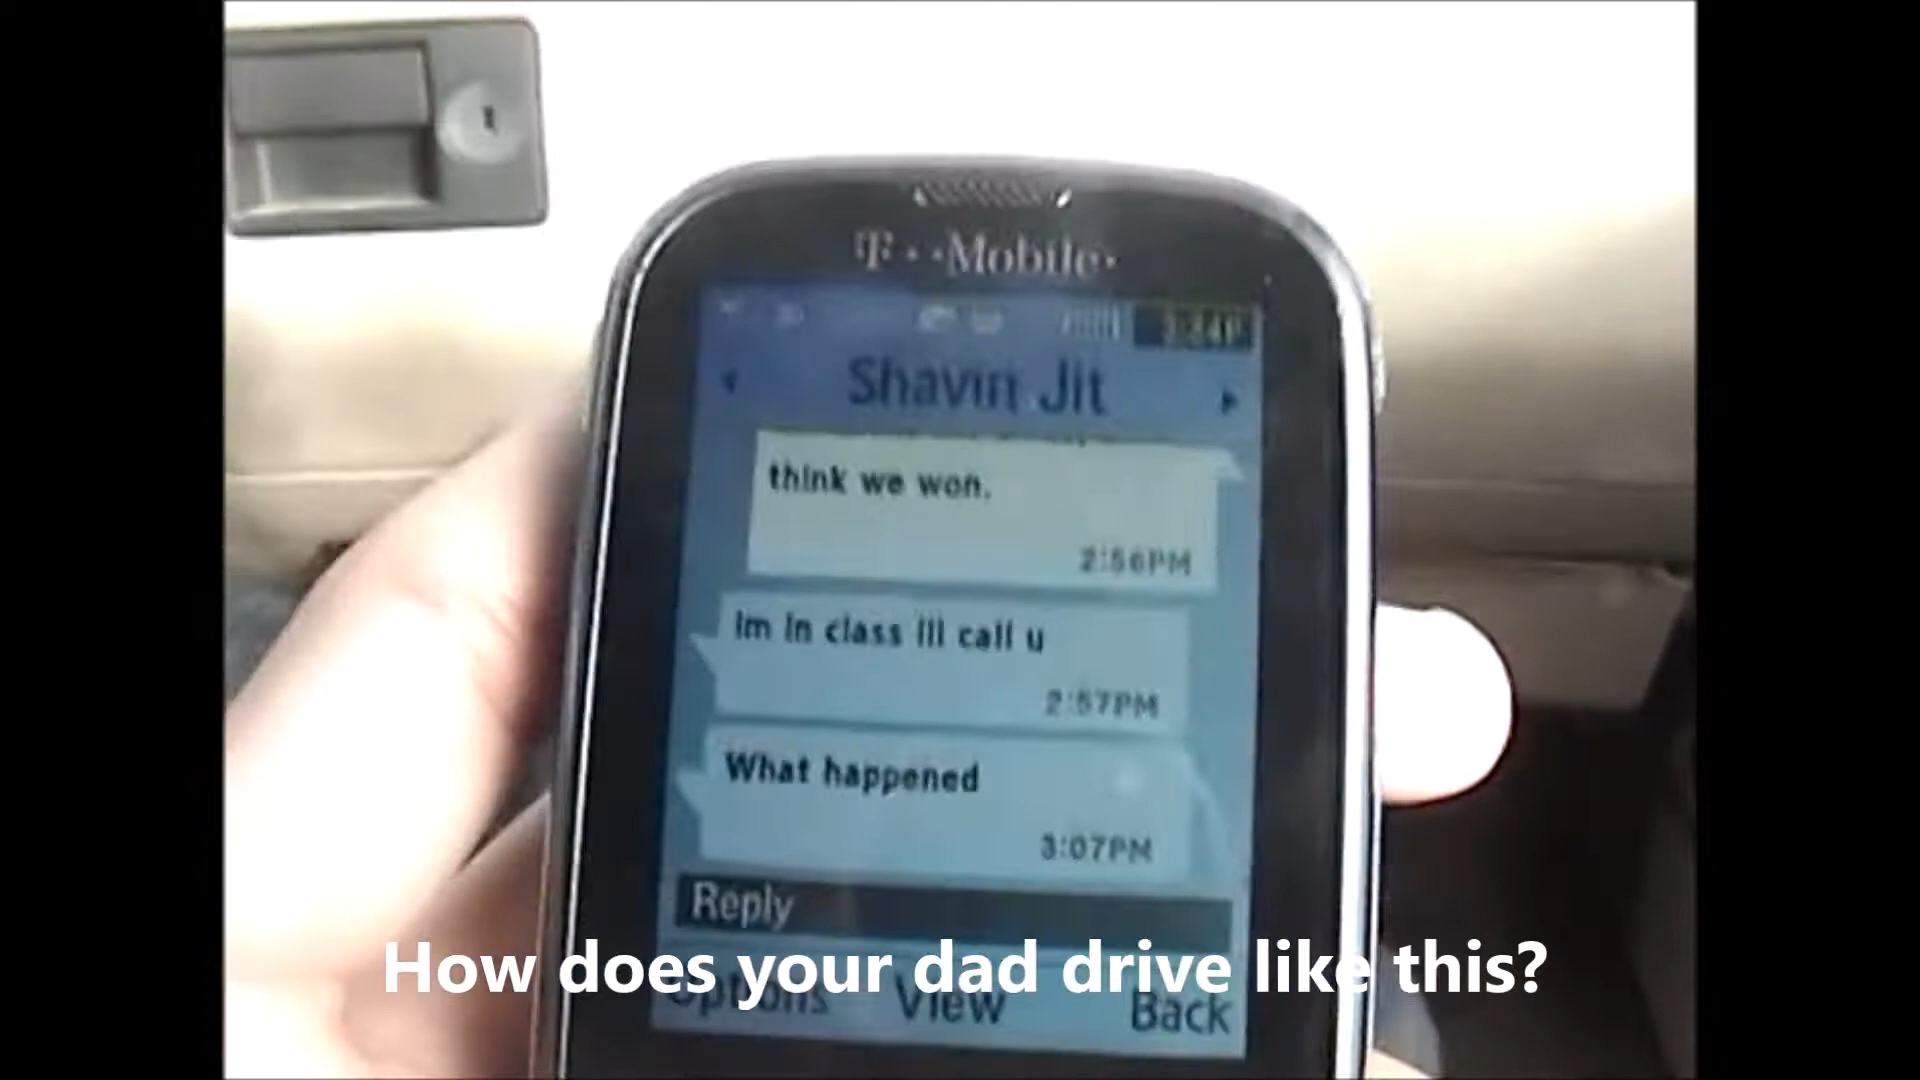 T··Mobile·
Shavin Jit
think we won.
2:56PM
im in class ill call u
2:57PM
What happened
3:07PM
Reply
How does your dad drive like this?
Options View Back